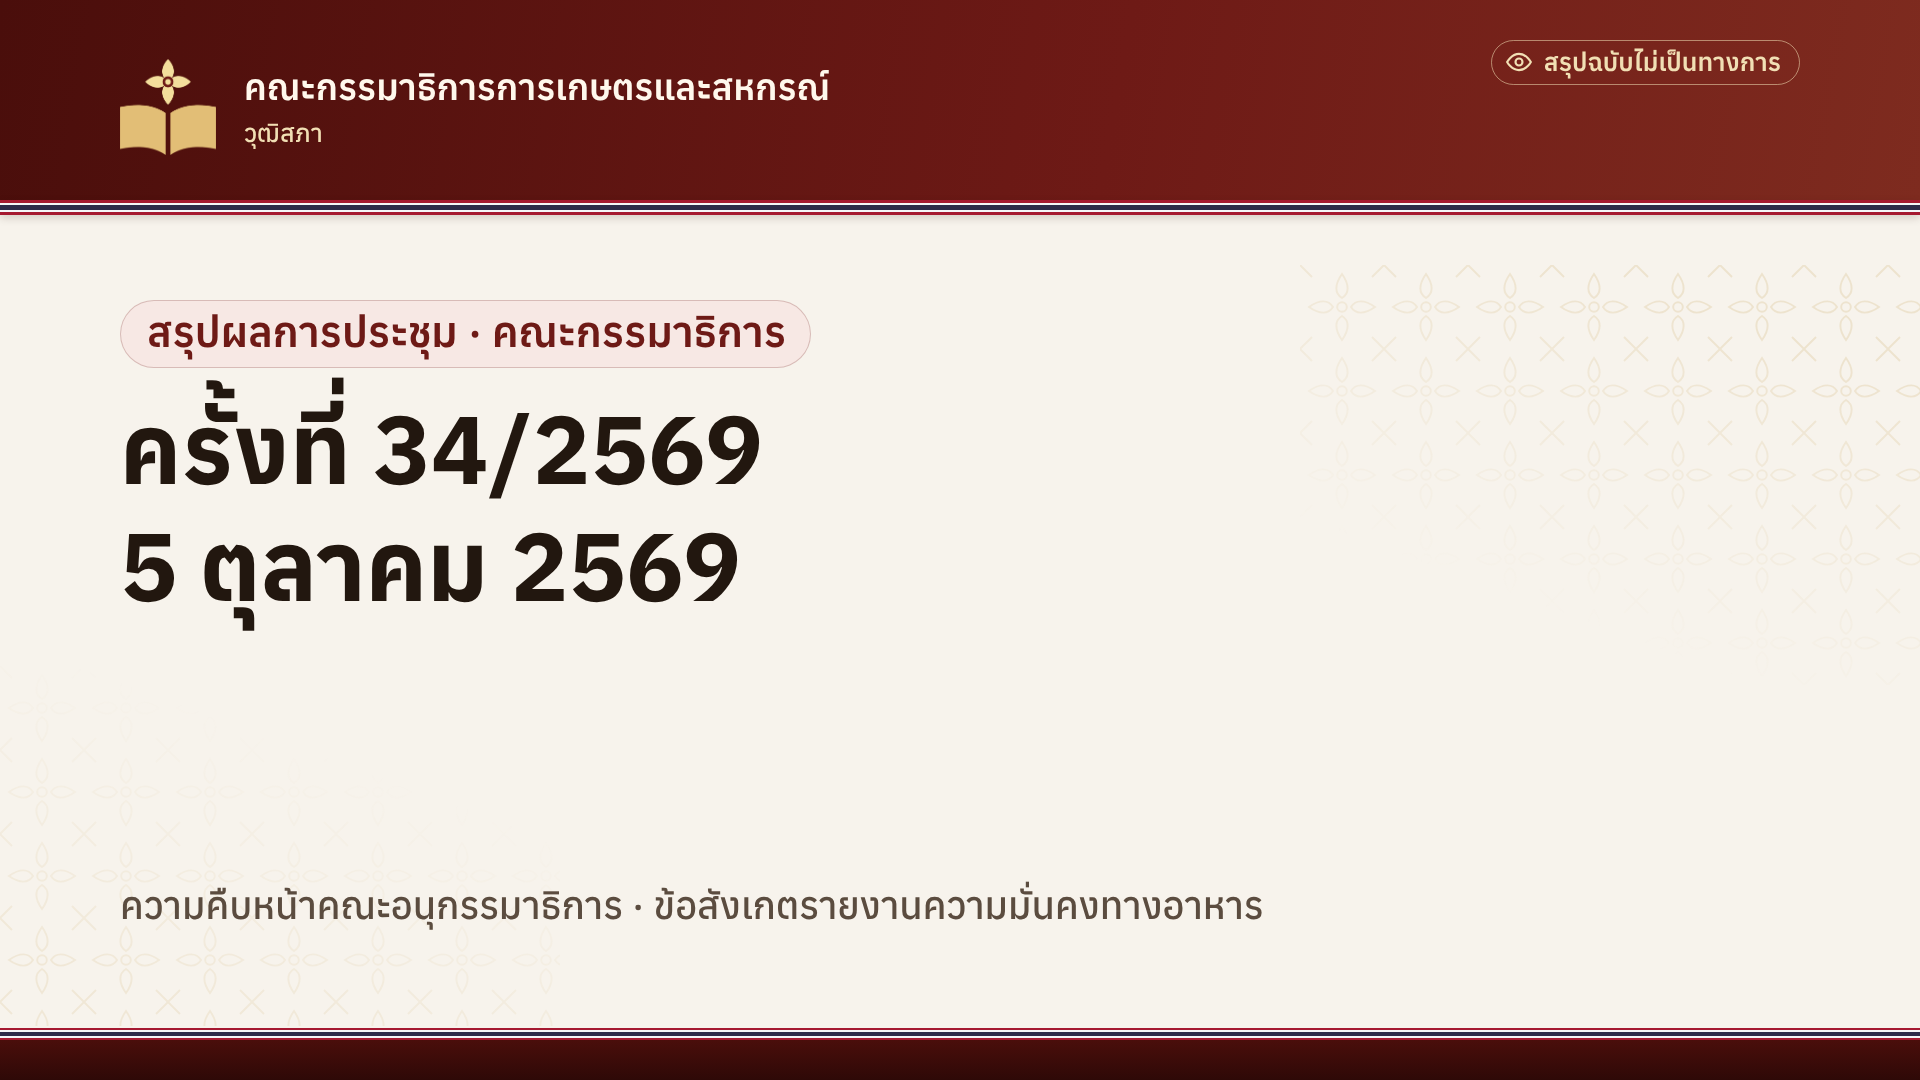 คณะกรรมาธิการการเกษตรและสหกรณ์
วุฒิสภา
สรุปฉบับไม่เป็นทางการ
สรุปผลการประชุม · คณะกรรมาธิการ
ครั้งที่ 34/2569
5 ตุลาคม 2569
ความคืบหน้าคณะอนุกรรมาธิการ · ข้อสังเกตรายงานความมั่นคงทางอาหาร